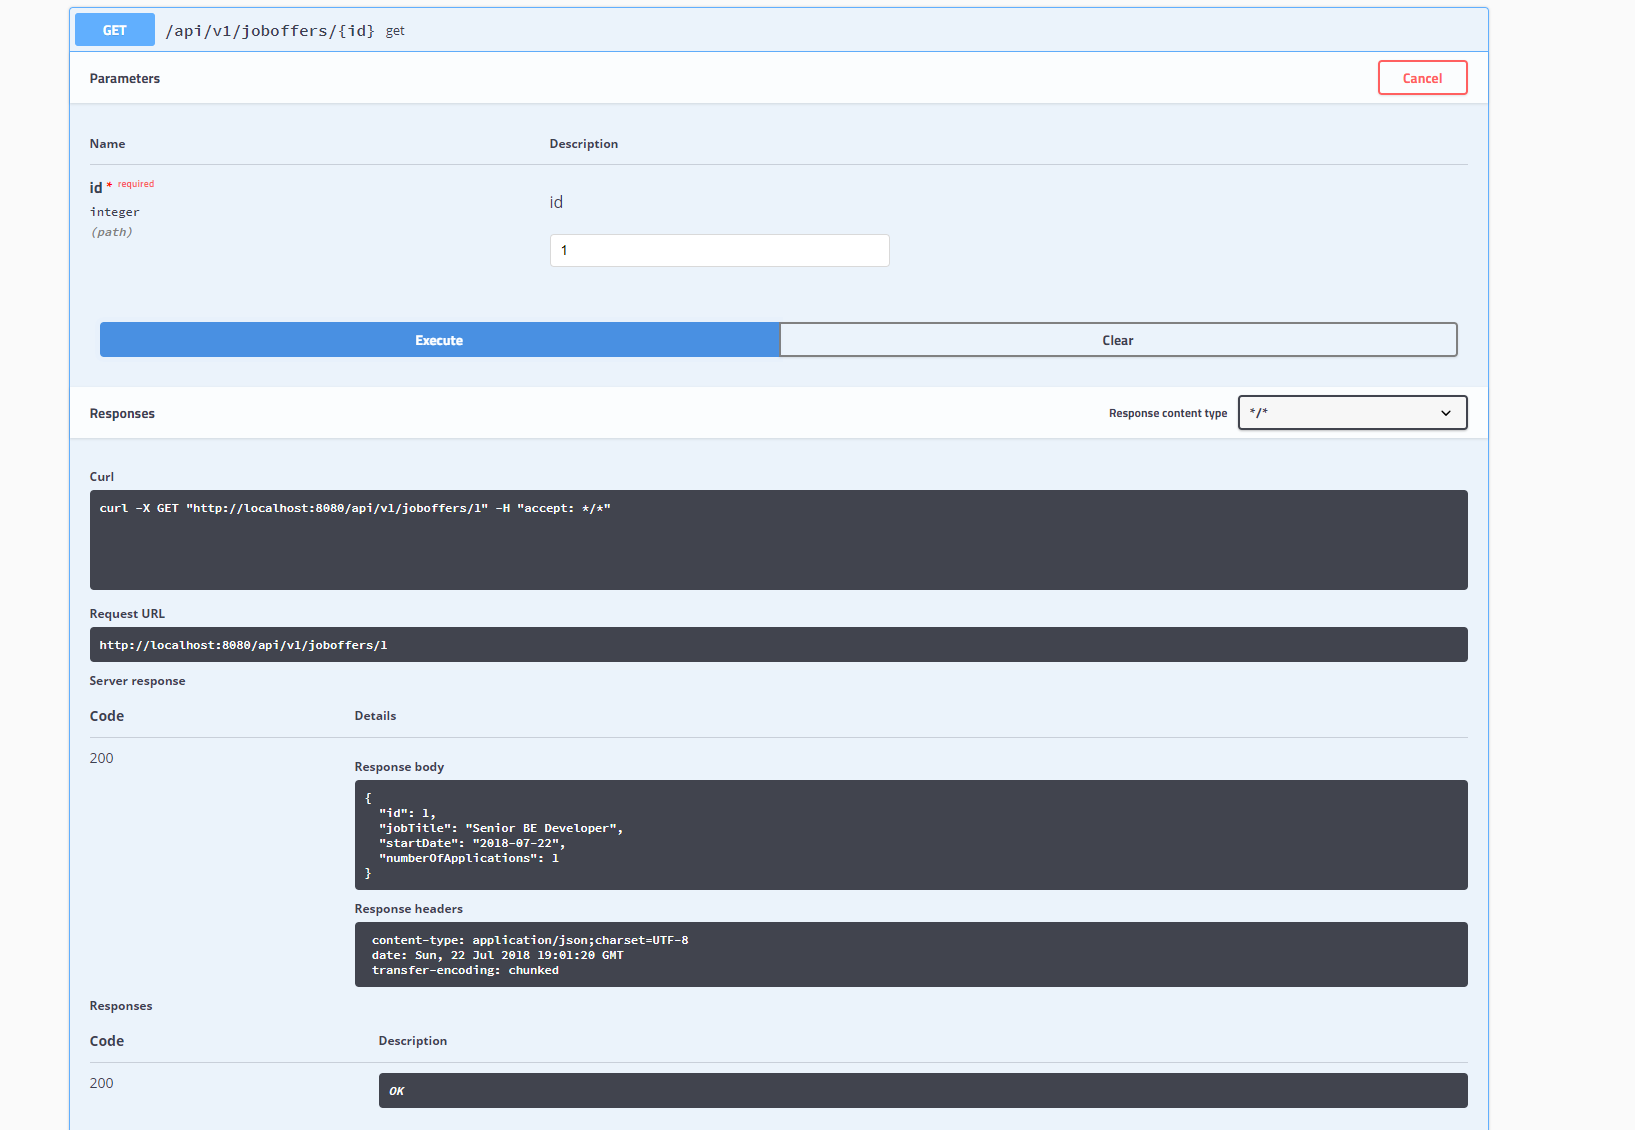 GET /api/v1/joboffers/{id} get
Parameters
Cancel
Name Description
id * required
integer
(path)
id
1
Execute Clear
Responses Response content type */*
Curl
curl -X GET "http://localhost:8080/api/v1/joboffers/1" -H "accept: */*"
Request URL
http://localhost:8080/api/v1/joboffers/1
Server response
Code Details
200
Response body
{
  "id": 1,
  "jobTitle": "Senior BE Developer",
  "startDate": "2018-07-22",
  "numberOfApplications": 1
}
Response headers
content-type: application/json;charset=UTF-8
date: Sun, 22 Jul 2018 19:01:20 GMT
transfer-encoding: chunked
Responses
Code Description
200
OK